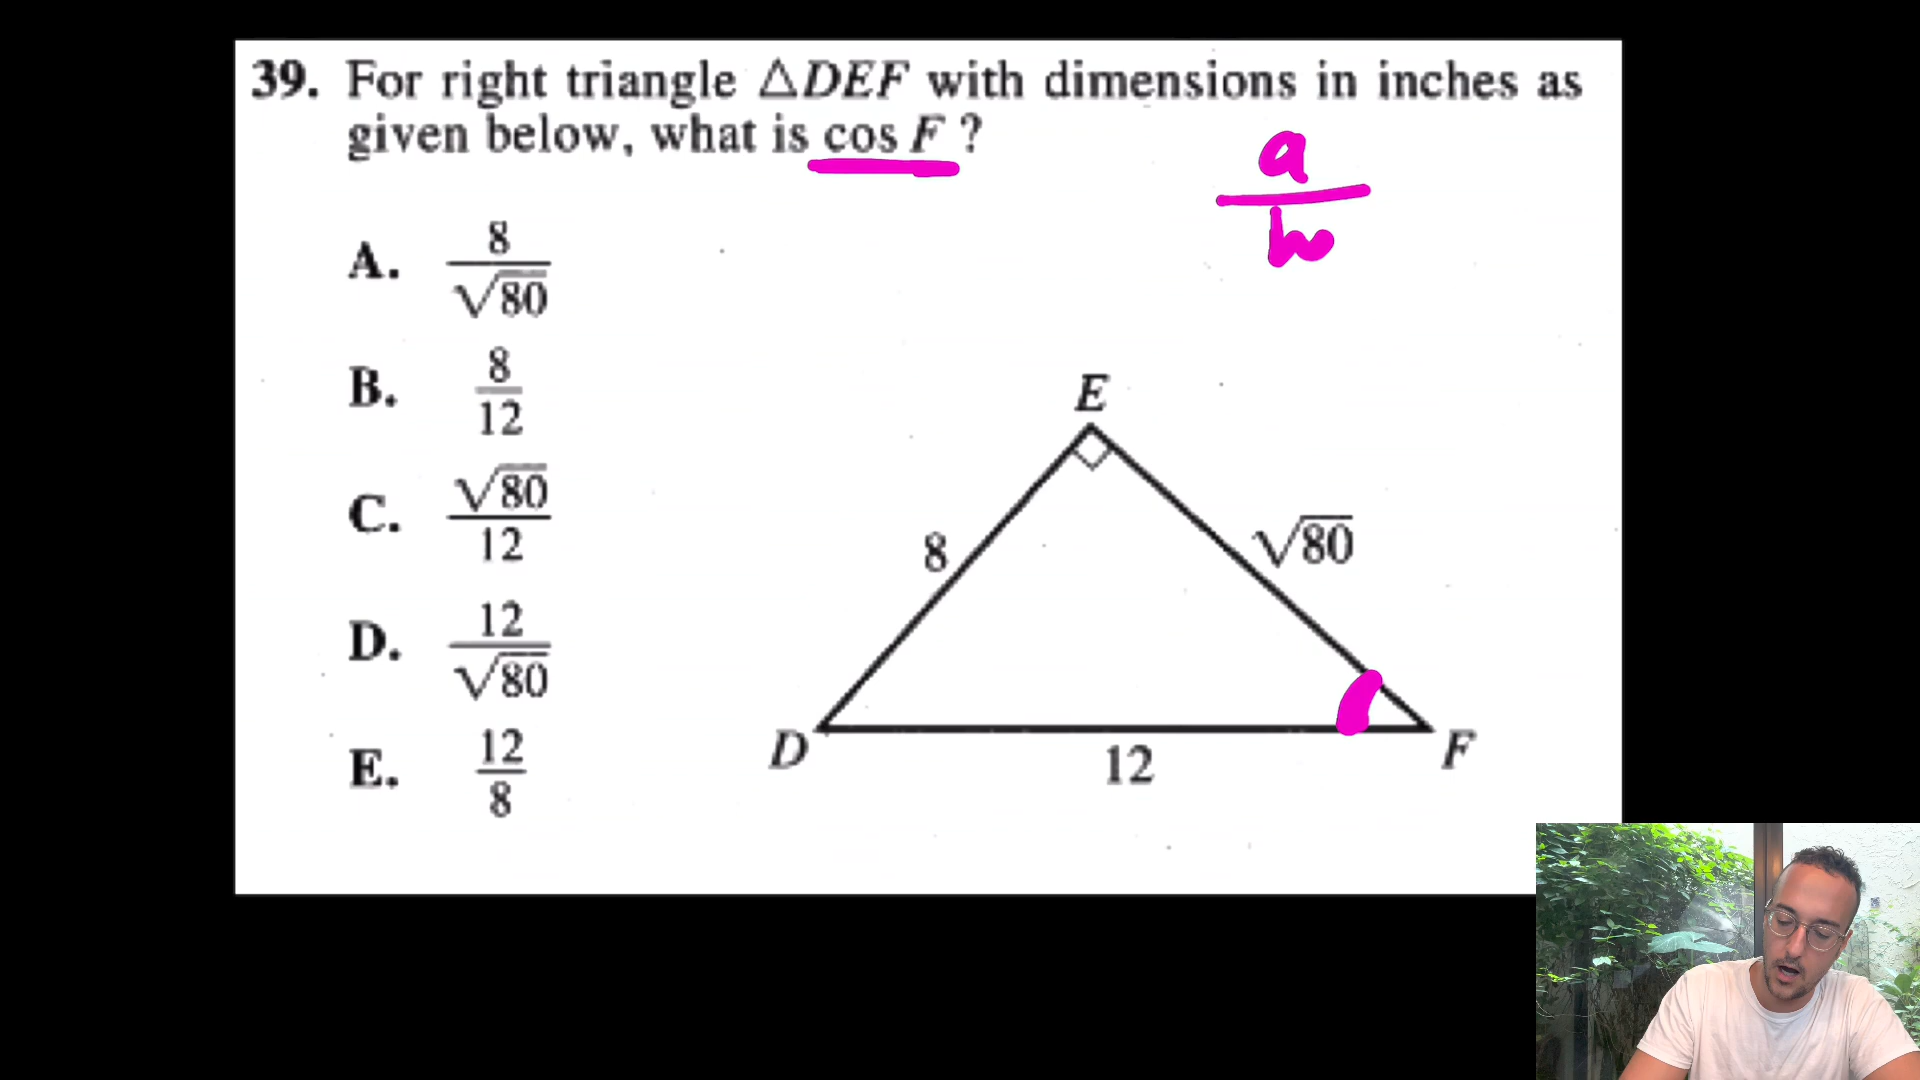 39. For right triangle △DEF with dimensions in inches as
given below, what is cos F ?
a
h
A. 8/√80
B. 8/12
C. √80/12
D. 12/√80
E. 12/8
E
8
√80
D
12
F